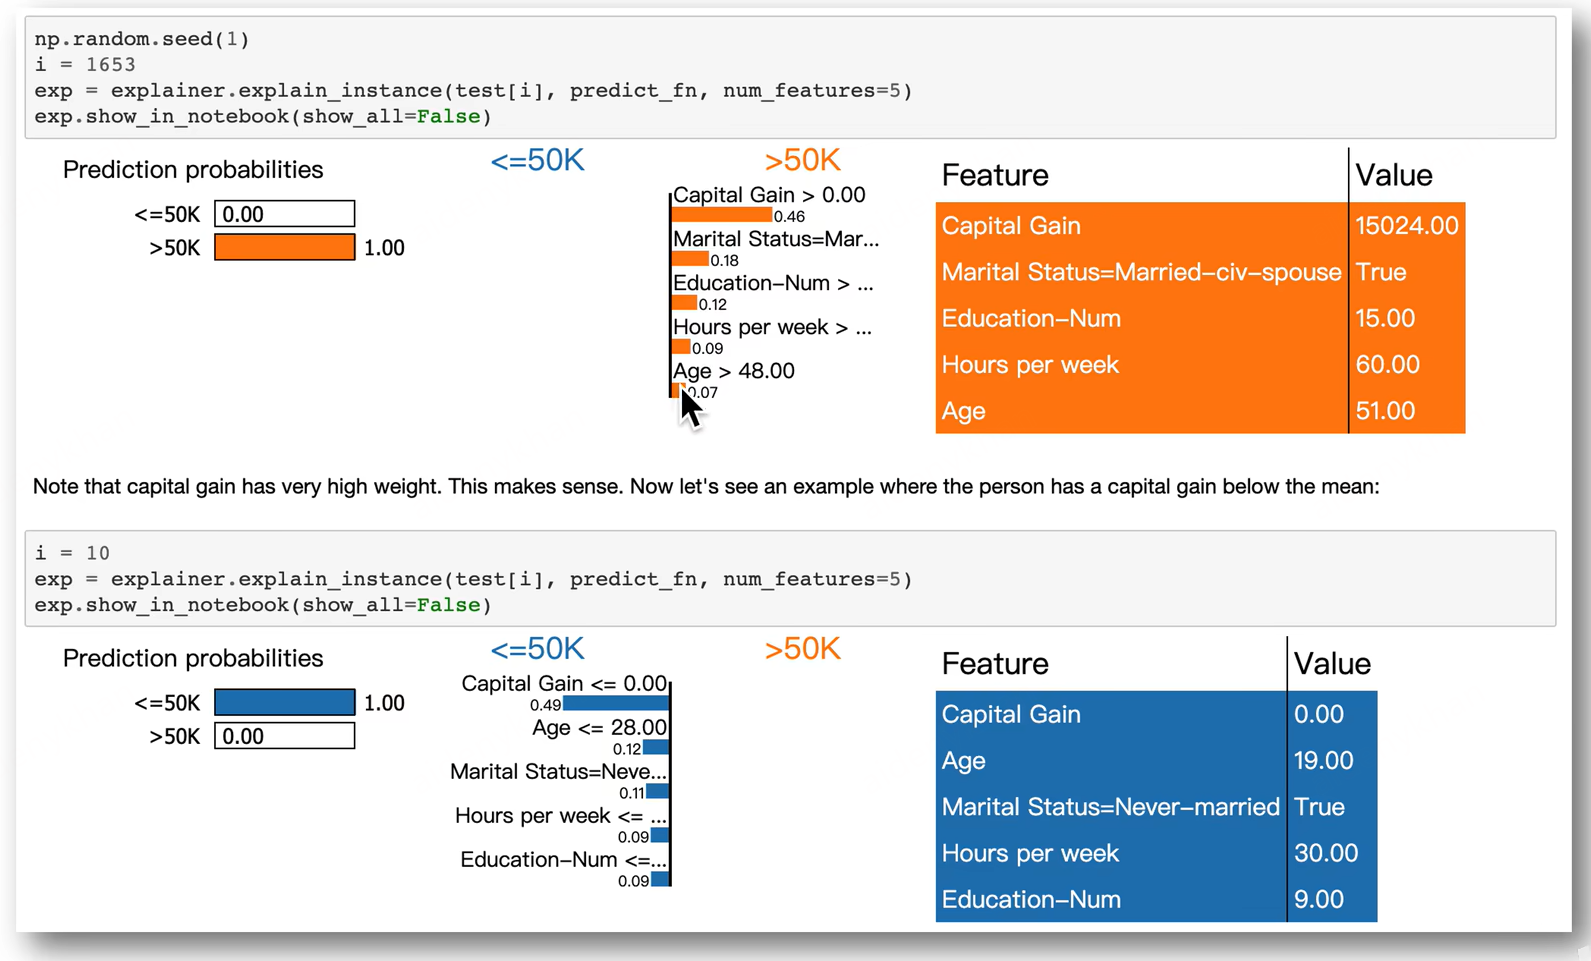 np.random.seed(1)
i = 1653
exp = explainer.explain_instance(test[i], predict_fn, num_features=5)
exp.show_in_notebook(show_all=False)
Prediction probabilities
<=50K 0.00
>50K 1.00
<=50K >50K
Capital Gain > 0.00
0.46
Marital Status=Mar...
0.18
Education-Num > ...
0.12
Hours per week > ...
0.09
Age > 48.00
0.07
Feature Value
Capital Gain 15024.00
Marital Status=Married-civ-spouse True
Education-Num 15.00
Hours per week 60.00
Age 51.00
Note that capital gain has very high weight. This makes sense. Now let's see an example where the person has a capital gain below the mean:
i = 10
exp = explainer.explain_instance(test[i], predict_fn, num_features=5)
exp.show_in_notebook(show_all=False)
Prediction probabilities
<=50K 1.00
>50K 0.00
<=50K >50K
Capital Gain <= 0.00
0.49
Age <= 28.00
0.12
Marital Status=Neve...
0.11
Hours per week <= ...
0.09
Education-Num <=...
0.09
Feature Value
Capital Gain 0.00
Age 19.00
Marital Status=Never-married True
Hours per week 30.00
Education-Num 9.00